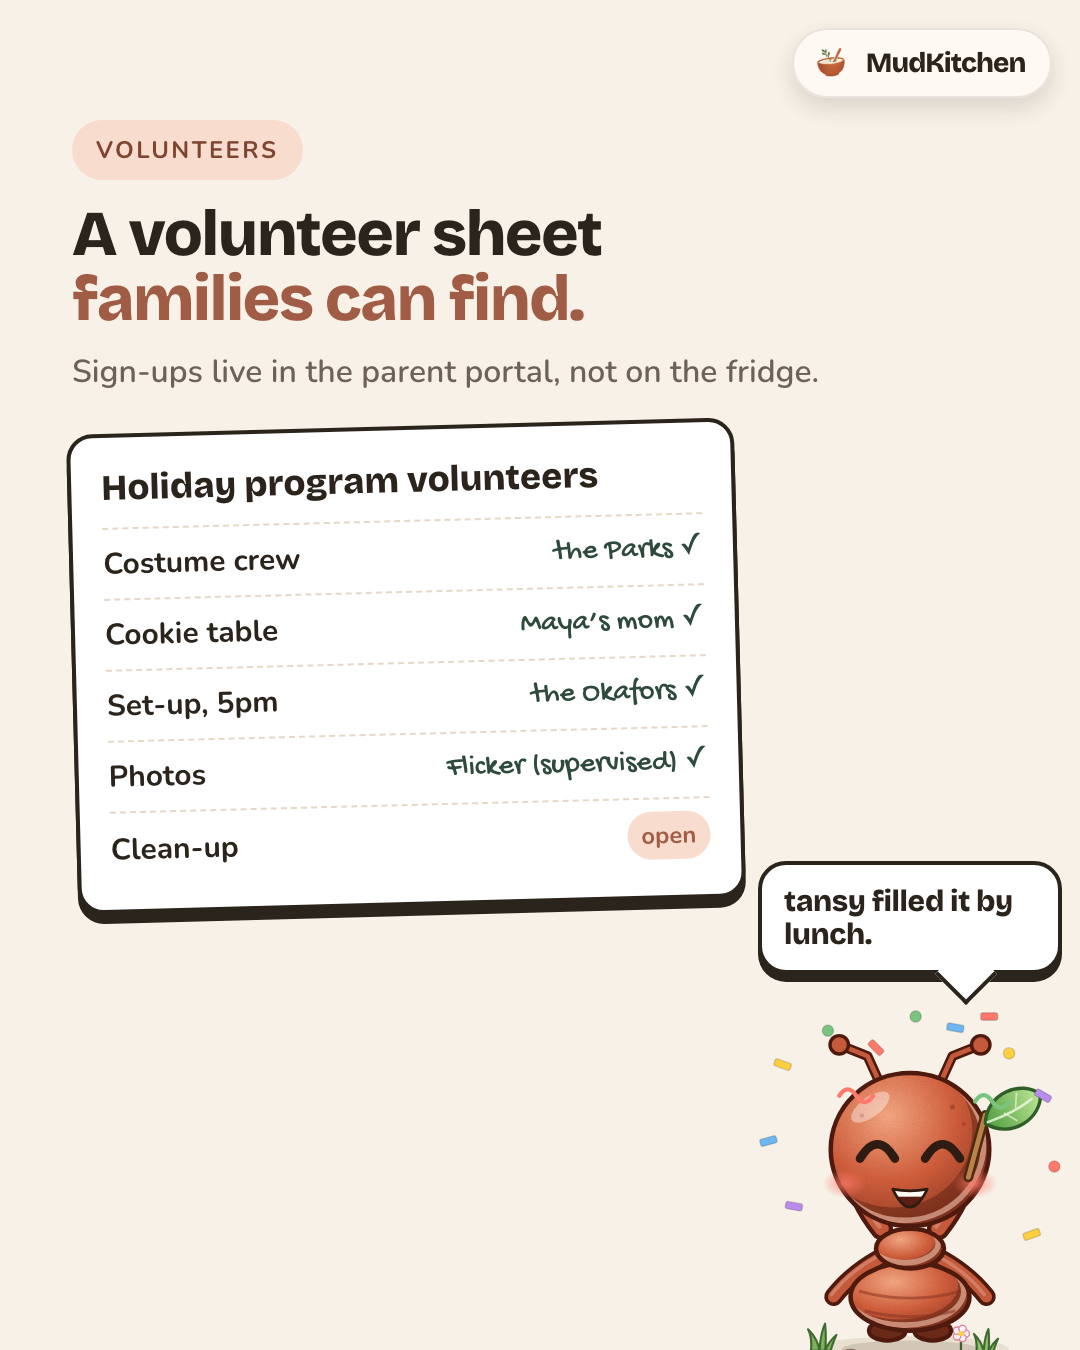 MudKitchen
VOLUNTEERS
A volunteer sheet
families can find.
Sign-ups live in the parent portal, not on the fridge.
Holiday program volunteers
Costume crew the Parks ✓
Cookie table Maya's mom ✓
Set-up, 5pm the Okafors ✓
Photos Flicker (supervised) ✓
Clean-up open
tansy filled it by
lunch.